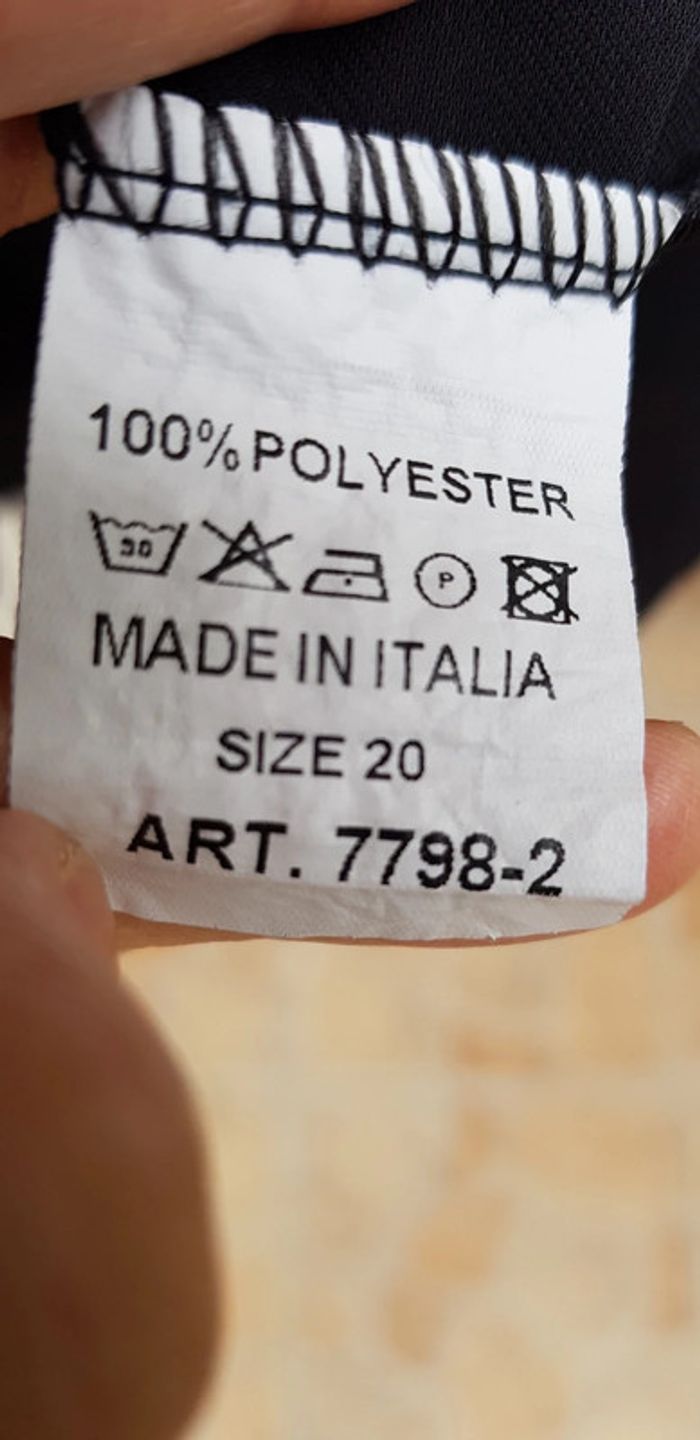 100% POLYESTER
30 P
MADE IN ITALIA
SIZE 20
ART. 7798-2